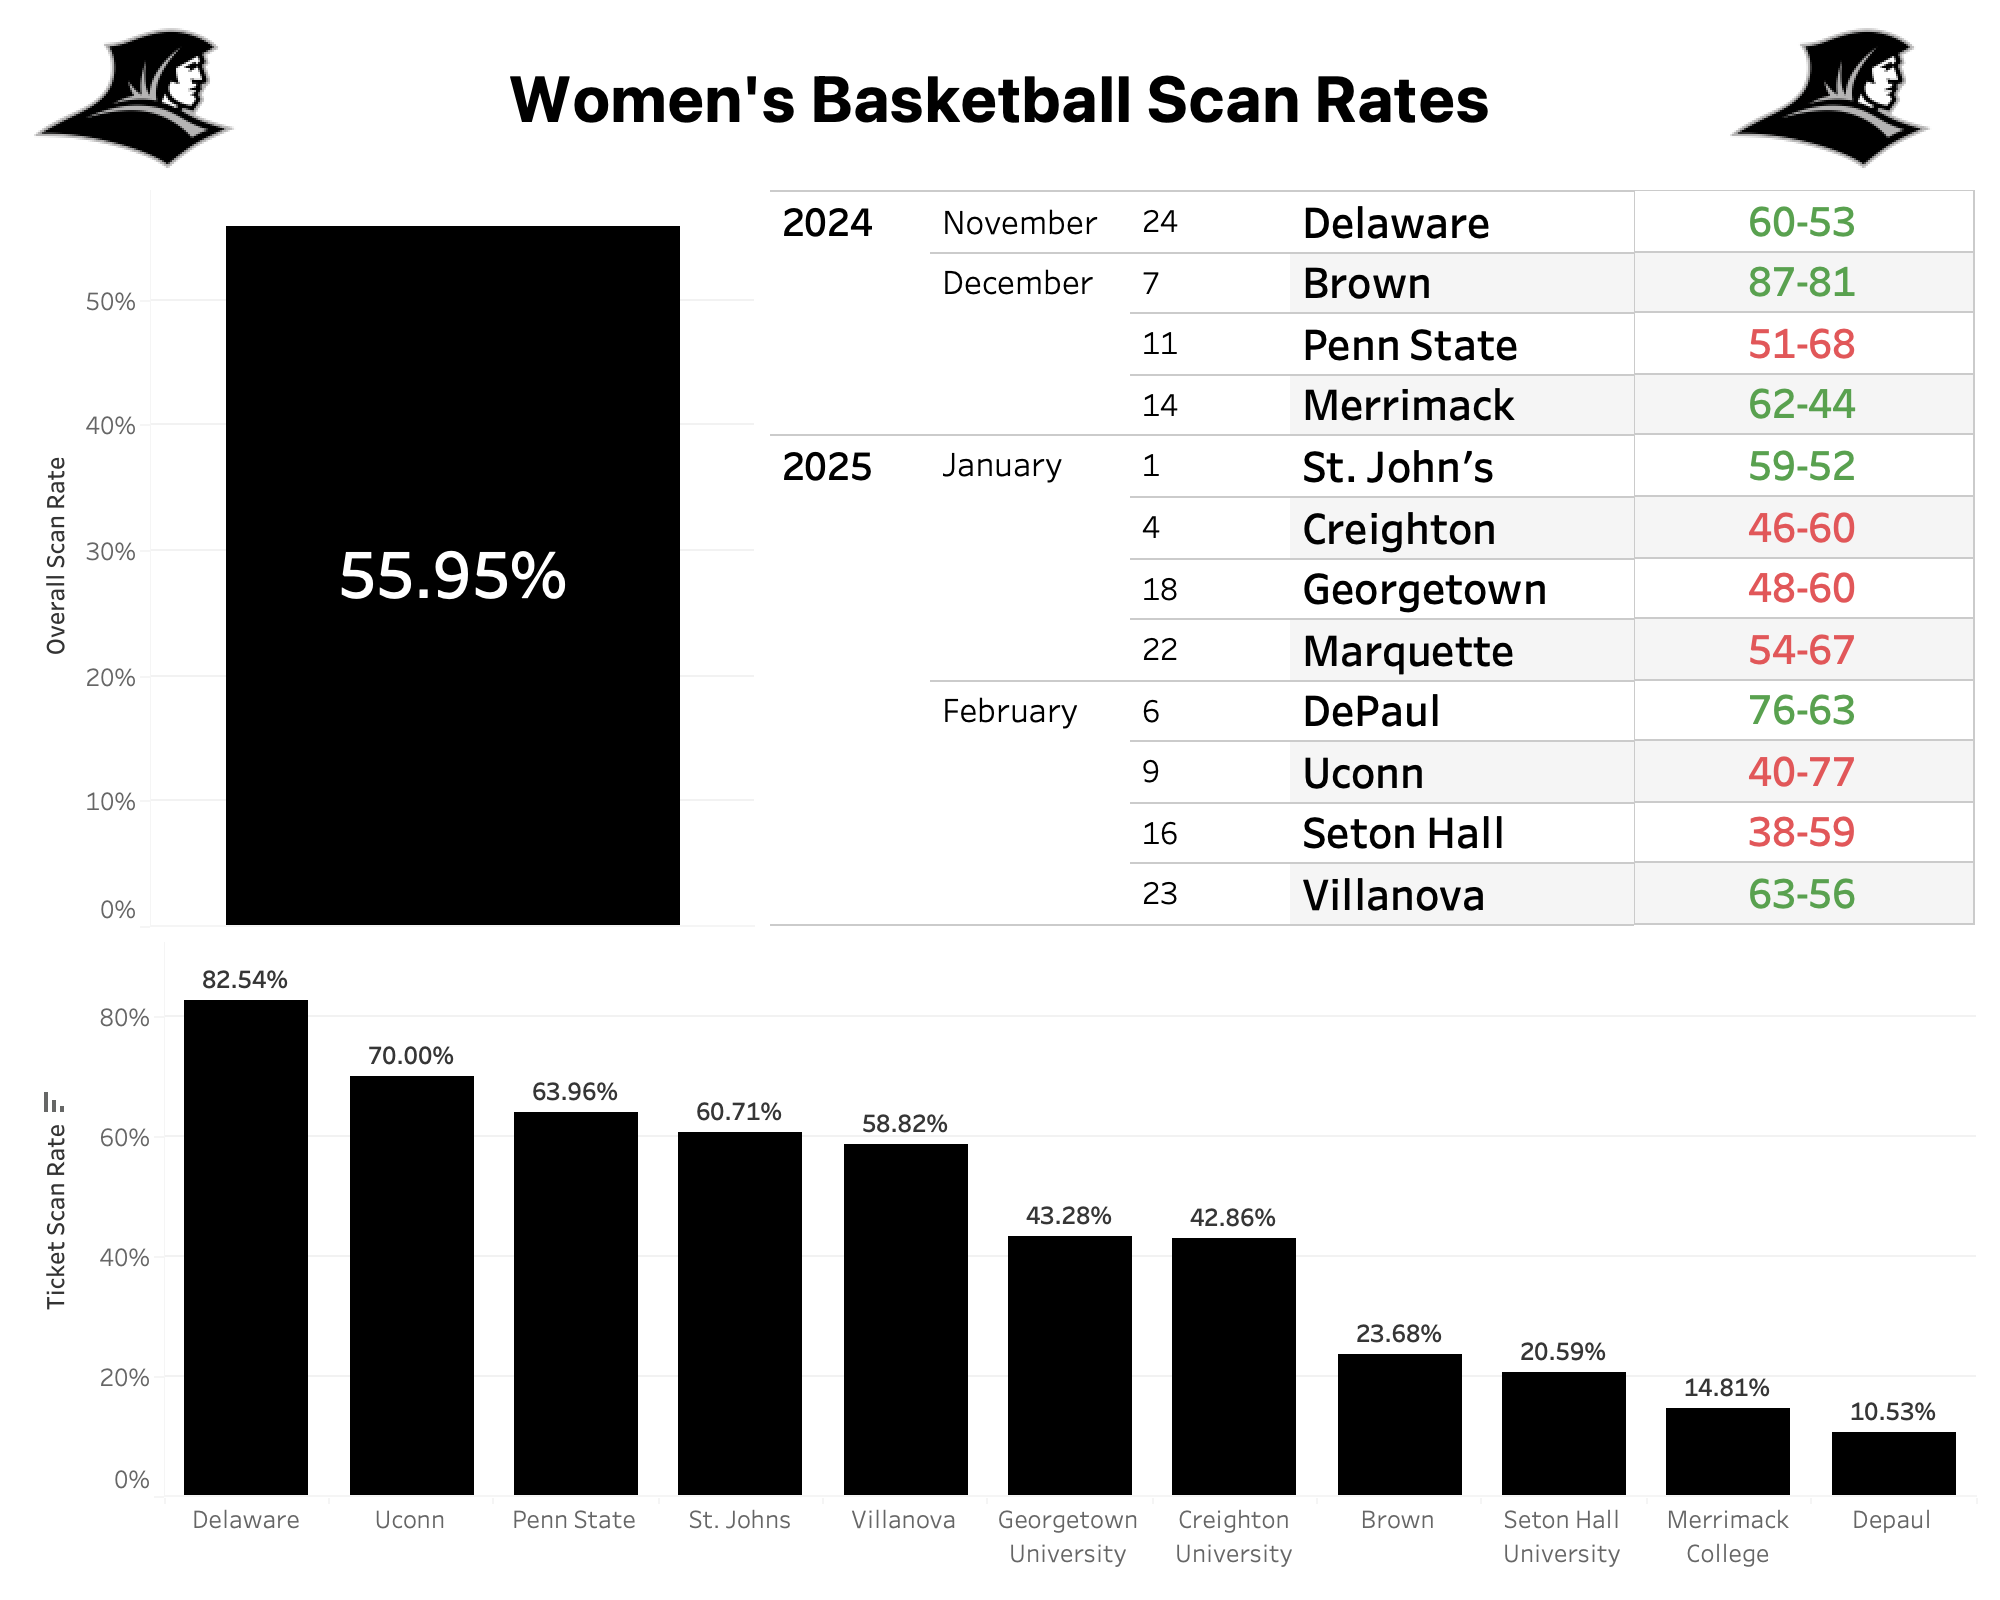 Women's Basketball Scan Rates
Overall Scan Rate
50%
40%
30%
20%
10%
0%
55.95%
2024 November 24 Delaware 60-53
December 7 Brown 87-81
11 Penn State 51-68
14 Merrimack 62-44
2025 January 1 St. John’s 59-52
4 Creighton 46-60
18 Georgetown 48-60
22 Marquette 54-67
February 6 DePaul 76-63
9 Uconn 40-77
16 Seton Hall 38-59
23 Villanova 63-56
Ticket Scan Rate
80%
60%
40%
20%
0%
82.54%
70.00%
63.96%
60.71%
58.82%
43.28%
42.86%
23.68%
20.59%
14.81%
10.53%
Delaware
Uconn
Penn State
St. Johns
Villanova
Georgetown
University
Creighton
University
Brown
Seton Hall
University
Merrimack
College
Depaul